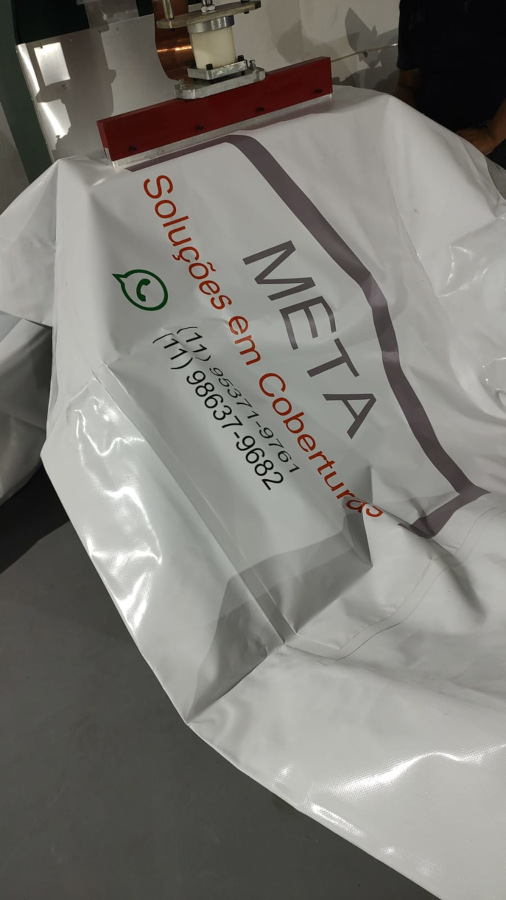 META
Soluções em Coberturas
(11) 95371-9761
(11) 98637-9682